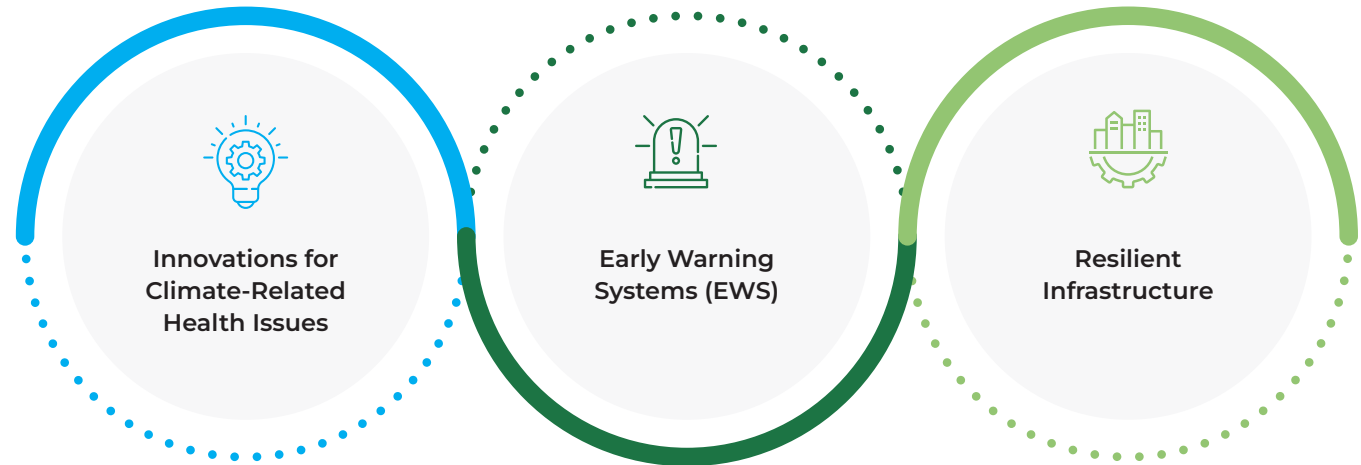 Innovations for
Climate-Related
Health Issues
Early Warning
Systems (EWS)
Resilient
Infrastructure